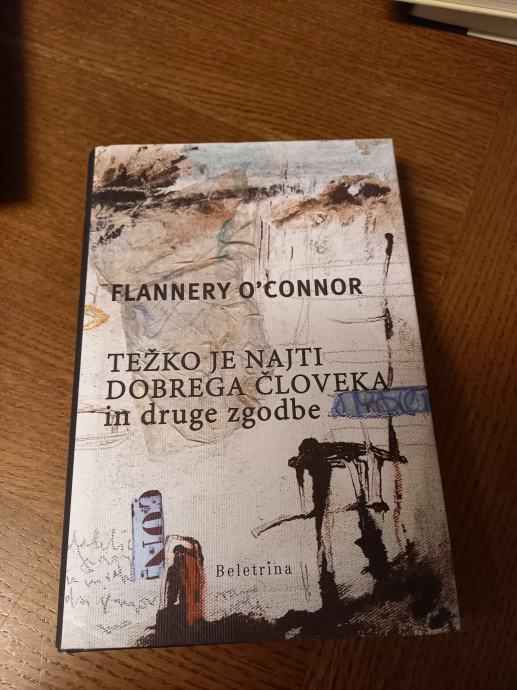 FLANNERY O'CONNOR
TEŽKO JE NAJTI
DOBREGA ČLOVEKA
in druge zgodbe
Beletrina